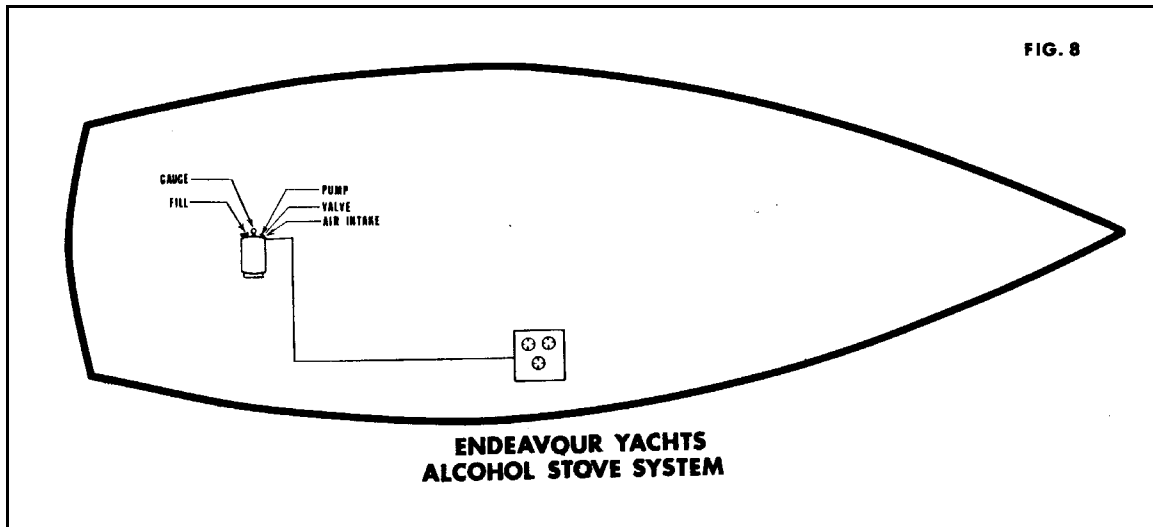 FIG. 8
GAUGE
FILL
PUMP
VALVE
AIR INTAKE
ENDEAVOUR YACHTS
ALCOHOL STOVE SYSTEM